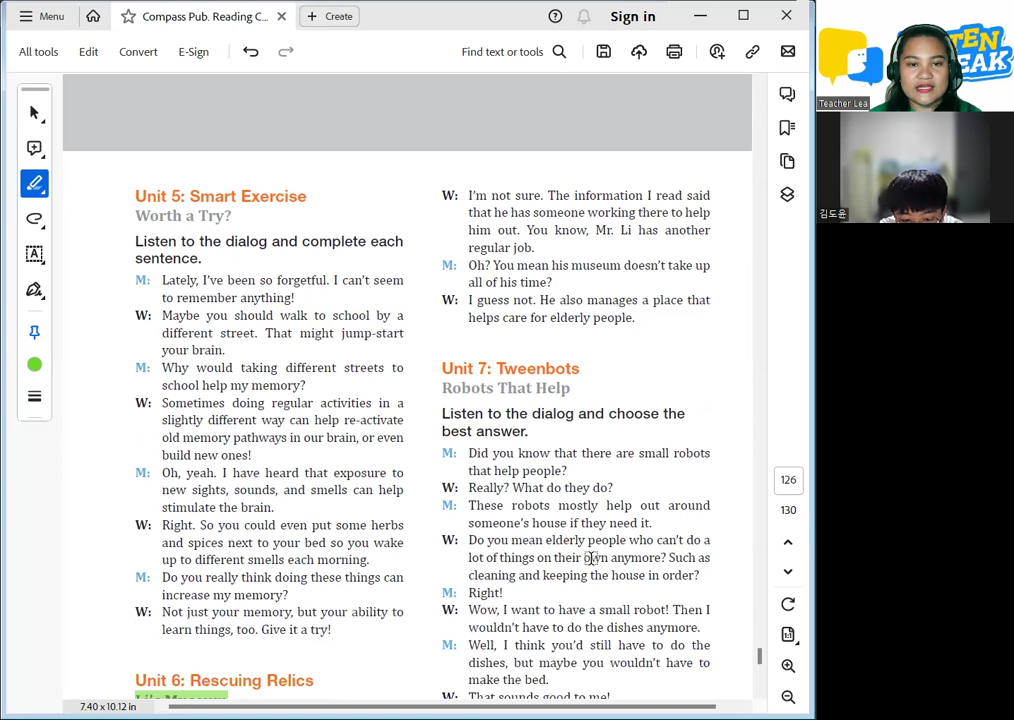 Menu
Compass Pub. Reading C...
Create
Sign in
All tools
Edit
Convert
E-Sign
Find text or tools
Unit 5: Smart Exercise
Worth a Try?
Listen to the dialog and complete each
sentence.
M: Lately, I've been so forgetful. I can't seem
to remember anything!
W: Maybe you should walk to school by a
different street. That might jump-start
your brain.
M: Why would taking different streets to
school help my memory?
W: Sometimes doing regular activities in a
slightly different way can help re-activate
old memory pathways in our brain, or even
build new ones!
M: Oh, yeah. I have heard that exposure to
new sights, sounds, and smells can help
stimulate the brain.
W: Right. So you could even put some herbs
and spices next to your bed so you wake
up to different smells each morning.
M: Do you really think doing these things can
increase my memory?
W: Not just your memory, but your ability to
learn things, too. Give it a try!
Unit 6: Rescuing Relics
Li's Museum
W: I'm not sure. The information I read said
that he has someone working there to help
him out. You know, Mr. Li has another
regular job.
M: Oh? You mean his museum doesn't take up
all of his time?
W: I guess not. He also manages a place that
helps care for elderly people.
Unit 7: Tweenbots
Robots That Help
Listen to the dialog and choose the
best answer.
M: Did you know that there are small robots
that help people?
W: Really? What do they do?
M: These robots mostly help out around
someone's house if they need it.
W: Do you mean elderly people who can't do a
lot of things on their own anymore? Such as
cleaning and keeping the house in order?
M: Right!
W: Wow, I want to have a small robot! Then I
wouldn't have to do the dishes anymore.
M: Well, I think you'd still have to do the
dishes, but maybe you wouldn't have to
make the bed.
W: That sounds good to me!
126
130
7.40 x 10.12 in
Teacher Lea
김도윤